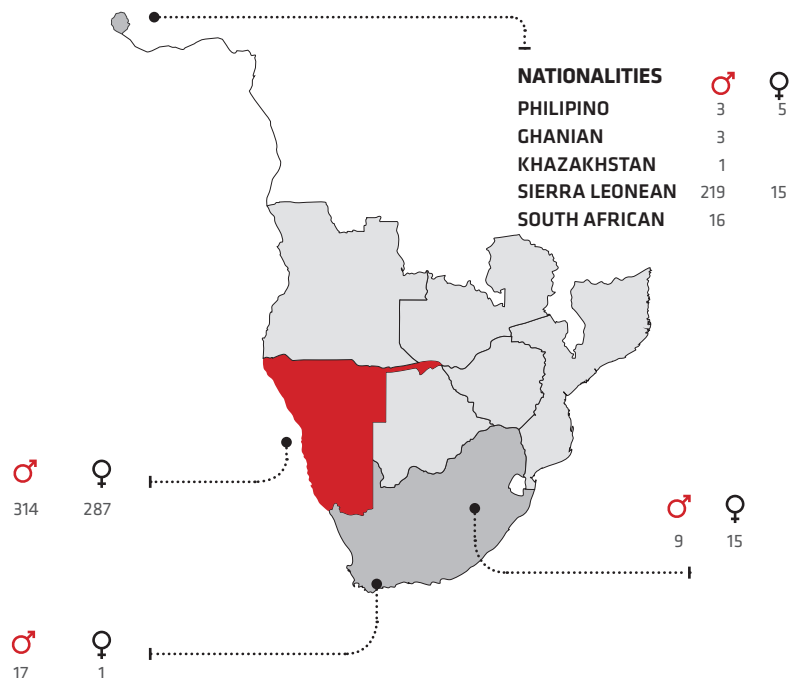 NATIONALITIES ♂ ♀
PHILIPINO 3 5
GHANIAN 3
KHAZAKHSTAN 1
SIERRA LEONEAN 219 15
SOUTH AFRICAN 16
♂ ♀
314 287
♂ ♀
9 15
♂ ♀
17 1